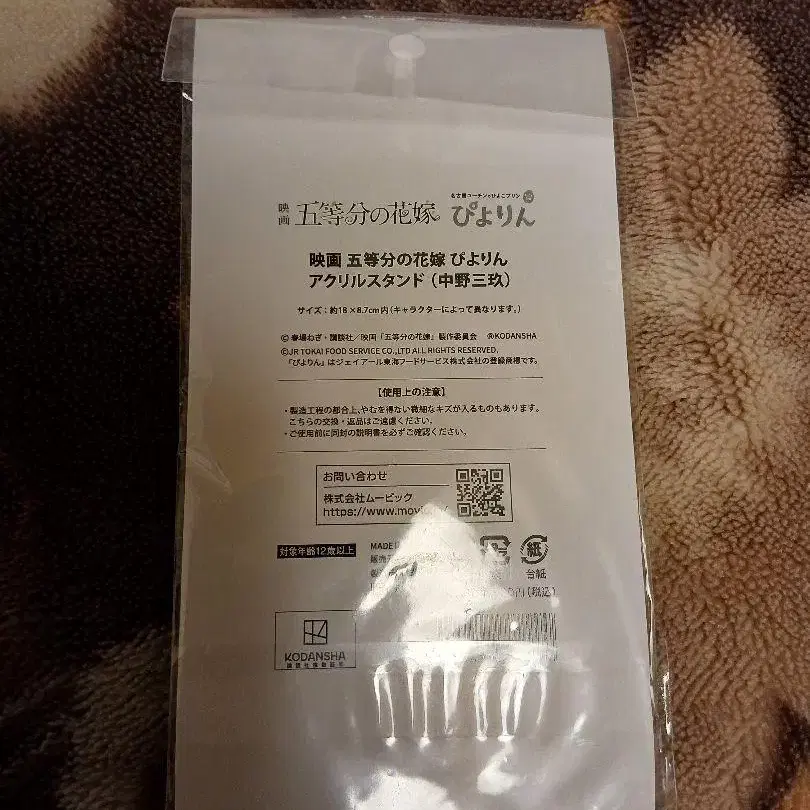 映画 五等分の花嫁
名古屋コーチン®ひよこプリン
ぴよりん
映画 五等分の花嫁 ぴよりん
アクリルスタンド（中野三玖）
サイズ：約18×8.7cm内（キャラクターによって異なります。）
© 春場ねぎ・講談社／映画「五等分の花嫁」製作委員会 ®KODANSHA
©JR TOKAI FOOD SERVICE CO.,LTD ALL RIGHTS RESERVED.
「ぴよりん」はジェイアール東海フードサービス株式会社の登録商標です。
【使用上の注意】
・製造工程の都合上、やむを得ない微細なキズが入るものもあります。
こちらの交換・返品はご遠慮ください。
・ご使用前に同封の説明書を必ずご確認ください。
お問い合わせ
株式会社ムービック
https://www.movi
対象年齢12歳以上
MADE
販売
紙
台紙
円（税込）
KODANSHA